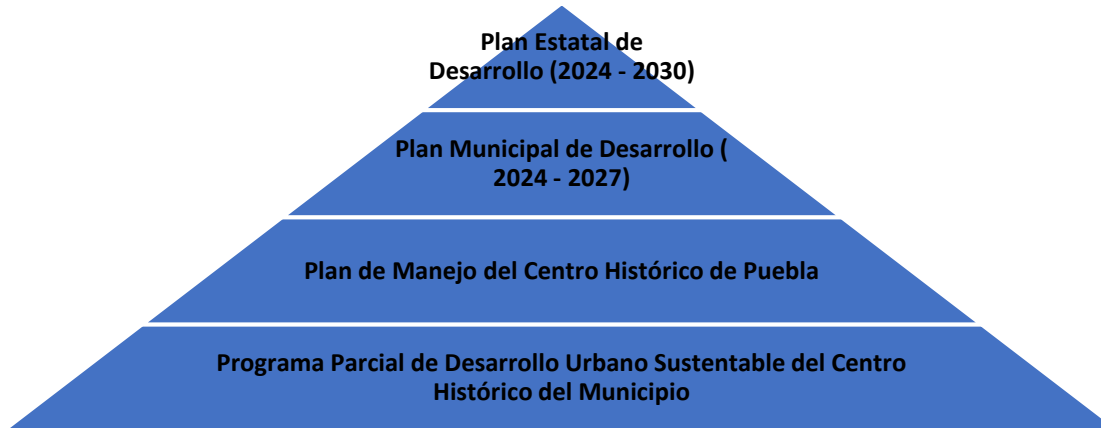 Plan Estatal de
Desarrollo (2024 - 2030)
Plan Municipal de Desarrollo (
2024 - 2027)
Plan de Manejo del Centro Histórico de Puebla
Programa Parcial de Desarrollo Urbano Sustentable del Centro
Histórico del Municipio